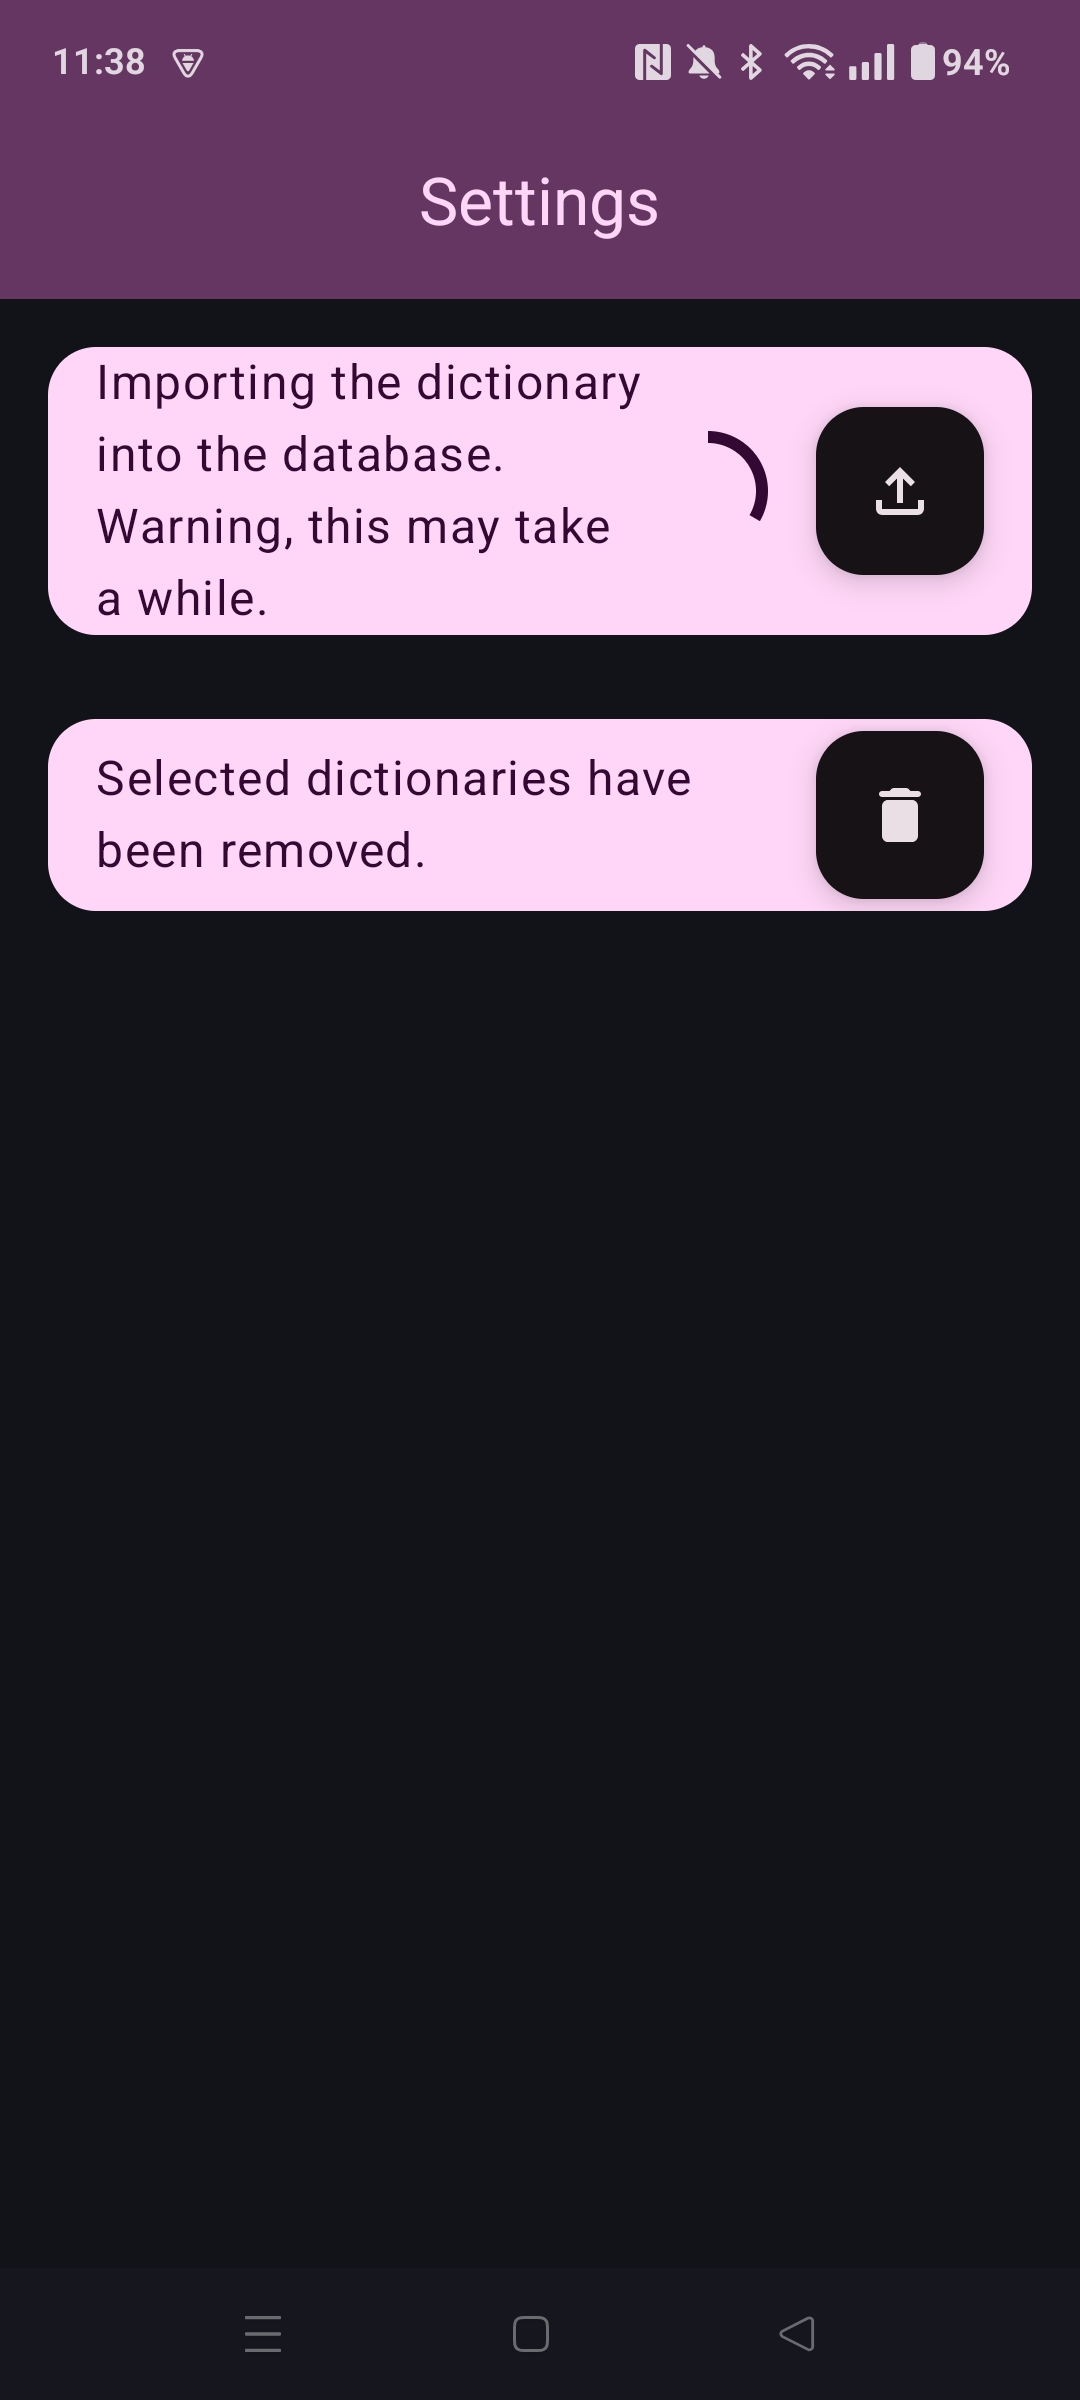 11:38
94%
Settings
Importing the dictionary
into the database.
Warning, this may take
a while.
Selected dictionaries have
been removed.